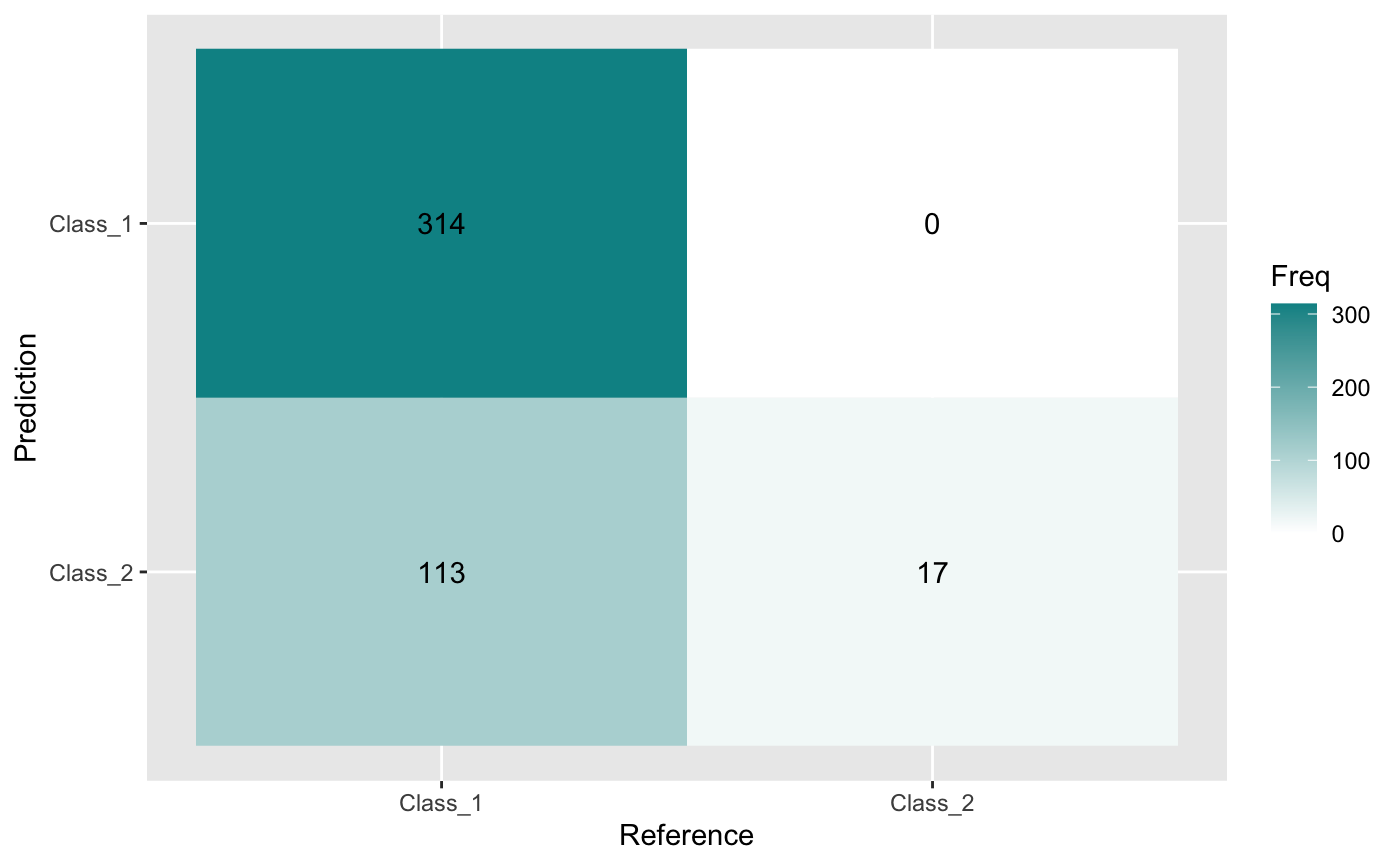 Prediction
Class_1
Class_2
314
0
113
17
Class_1
Class_2
Reference
Freq
300
200
100
0